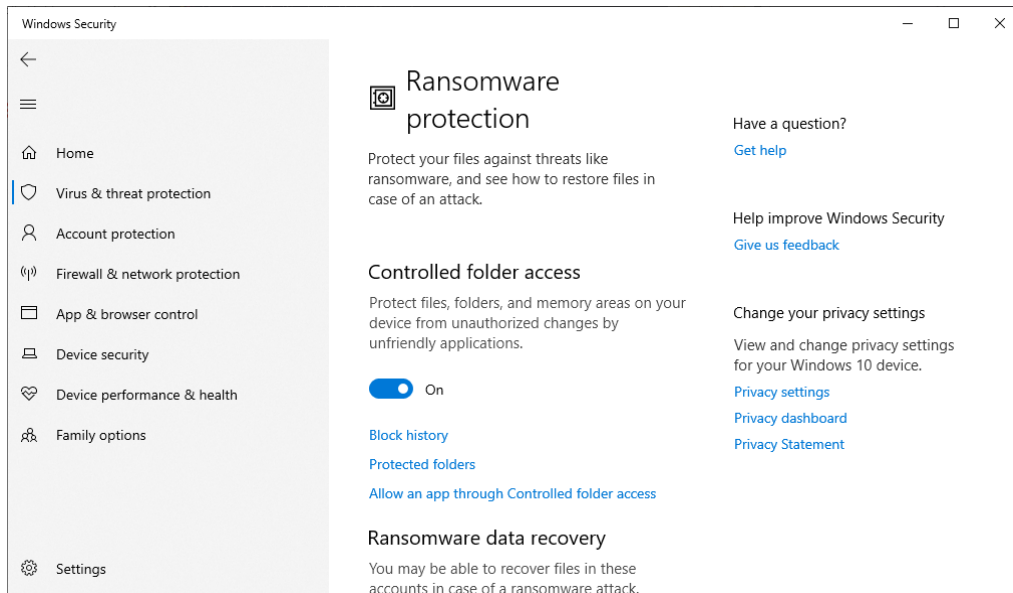 Windows Security
Home
Virus & threat protection
Account protection
Firewall & network protection
App & browser control
Device security
Device performance & health
Family options
Settings
Ransomware
protection
Protect your files against threats like
ransomware, and see how to restore files in
case of an attack.
Controlled folder access
Protect files, folders, and memory areas on your
device from unauthorized changes by
unfriendly applications.
On
Block history
Protected folders
Allow an app through Controlled folder access
Ransomware data recovery
You may be able to recover files in these
accounts in case of a ransomware attack.
Have a question?
Get help
Help improve Windows Security
Give us feedback
Change your privacy settings
View and change privacy settings
for your Windows 10 device.
Privacy settings
Privacy dashboard
Privacy Statement